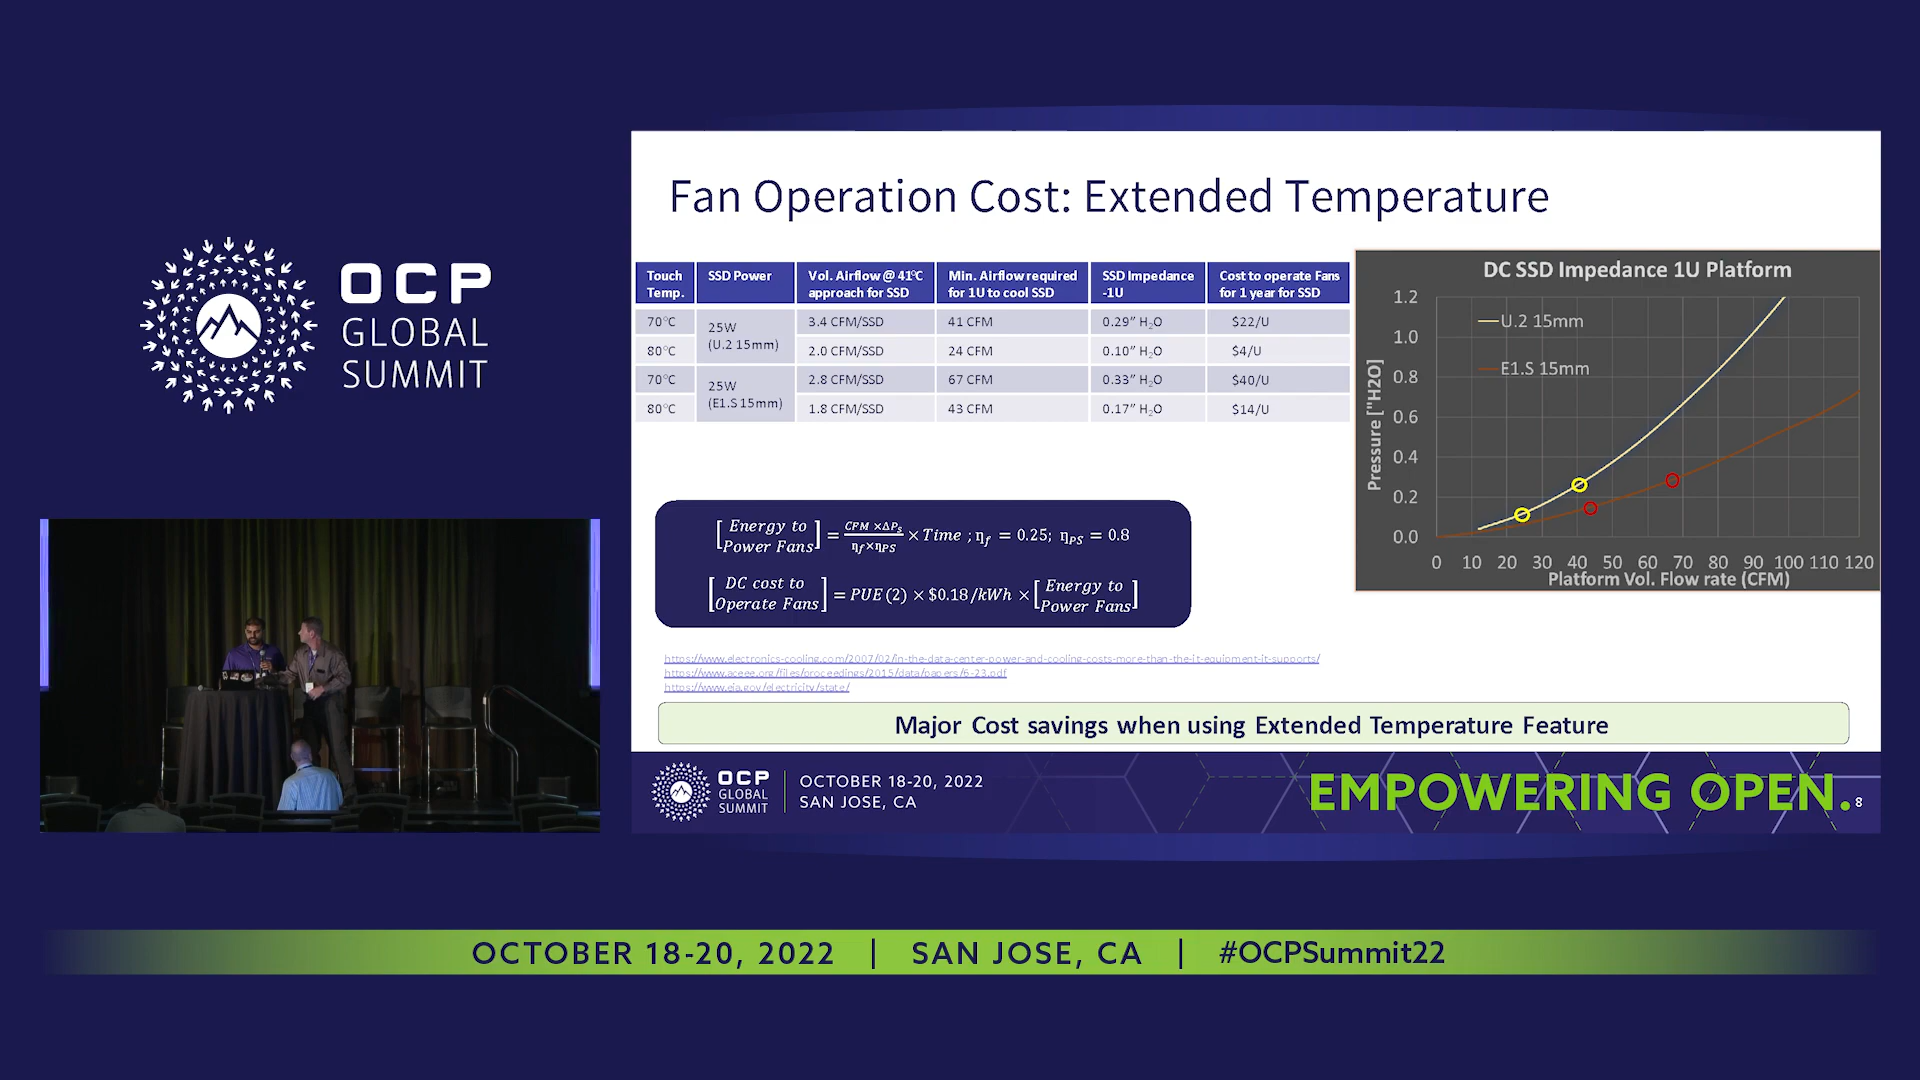 OCP
GLOBAL
SUMMIT
Fan Operation Cost: Extended Temperature
Touch Temp. | SSD Power | Vol. Airflow @ 41°C approach for SSD | Min. Airflow required for 1U to cool SSD | SSD Impedance -1U | Cost to operate Fans for 1 year for SSD
70°C | 25W (U.2 15mm) | 3.4 CFM/SSD | 41 CFM | 0.29” H₂O | $22/U
80°C | 2.0 CFM/SSD | 24 CFM | 0.10” H₂O | $4/U
70°C | 25W (E1.S 15mm) | 2.8 CFM/SSD | 67 CFM | 0.33” H₂O | $40/U
80°C | 1.8 CFM/SSD | 43 CFM | 0.17” H₂O | $14/U
DC SSD Impedance 1U Platform
U.2 15mm
E1.S 15mm
Pressure ["H2O]
1.2
1.0
0.8
0.6
0.4
0.2
0.0
0 10 20 30 40 50 60 70 80 90 100 110 120
Platform Vol. Flow rate (CFM)
[Energy to Power Fans] = CFM ×ΔPₛ / η_f×η_PS × Time ; η_f = 0.25; η_PS = 0.8
[DC cost to Operate Fans] = PUE (2) × $0.18/kWh × [Energy to Power Fans]
https://www.electronics-cooling.com/2007/02/in-the-data-center-power-and-cooling-costs-more-than-the-it-equipment-it-supports/
https://www.aceee.org/files/proceedings/2015/data/papers/6-23.pdf
https://www.eia.gov/electricity/state/
Major Cost savings when using Extended Temperature Feature
OCP
GLOBAL
SUMMIT
OCTOBER 18-20, 2022
SAN JOSE, CA
EMPOWERING OPEN.
8
OCTOBER 18-20, 2022 | SAN JOSE, CA | #OCPSummit22